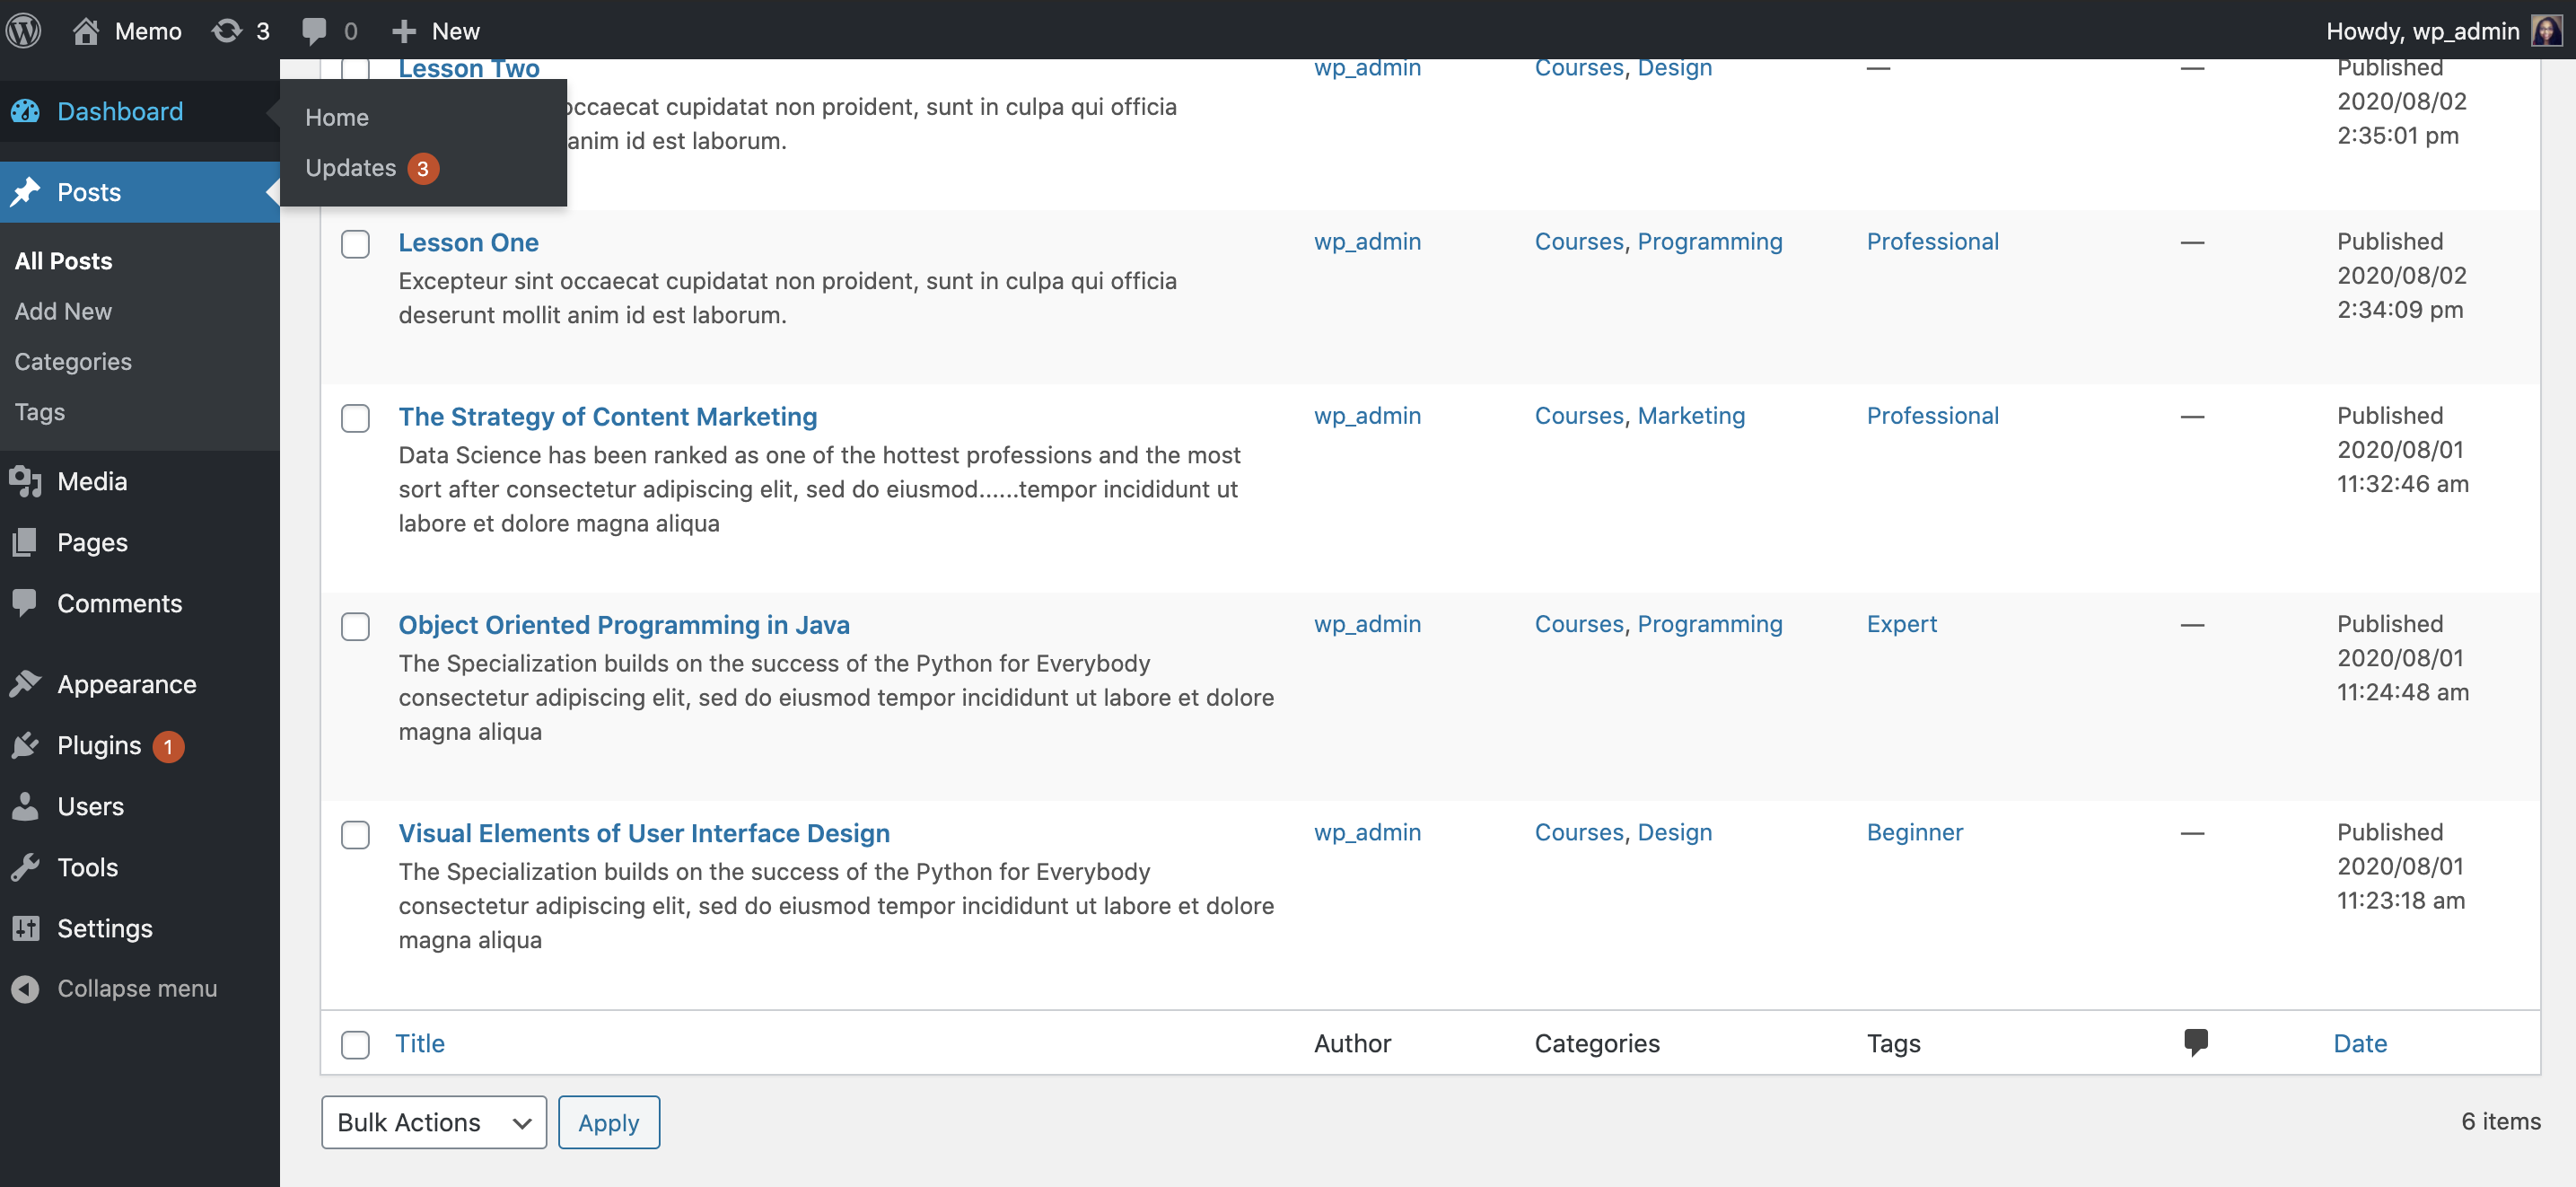 Memo 3 0 New Howdy, wp_admin
Dashboard
Home
Updates 3
Posts
All Posts
Add New
Categories
Tags
Media
Pages
Comments
Appearance
Plugins 1
Users
Tools
Settings
Collapse menu
Lesson Two wp_admin Courses, Design — — Published
occaecat cupidatat non proident, sunt in culpa qui officia 2020/08/02
anim id est laborum. 2:35:01 pm
Lesson One wp_admin Courses, Programming Professional — Published
Excepteur sint occaecat cupidatat non proident, sunt in culpa qui officia 2020/08/02
deserunt mollit anim id est laborum. 2:34:09 pm
The Strategy of Content Marketing wp_admin Courses, Marketing Professional — Published
Data Science has been ranked as one of the hottest professions and the most 2020/08/01
sort after consectetur adipiscing elit, sed do eiusmod......tempor incididunt ut 11:32:46 am
labore et dolore magna aliqua
Object Oriented Programming in Java wp_admin Courses, Programming Expert — Published
The Specialization builds on the success of the Python for Everybody 2020/08/01
consectetur adipiscing elit, sed do eiusmod tempor incididunt ut labore et dolore 11:24:48 am
magna aliqua
Visual Elements of User Interface Design wp_admin Courses, Design Beginner — Published
The Specialization builds on the success of the Python for Everybody 2020/08/01
consectetur adipiscing elit, sed do eiusmod tempor incididunt ut labore et dolore 11:23:18 am
magna aliqua
Title Author Categories Tags Date
Bulk Actions Apply 6 items